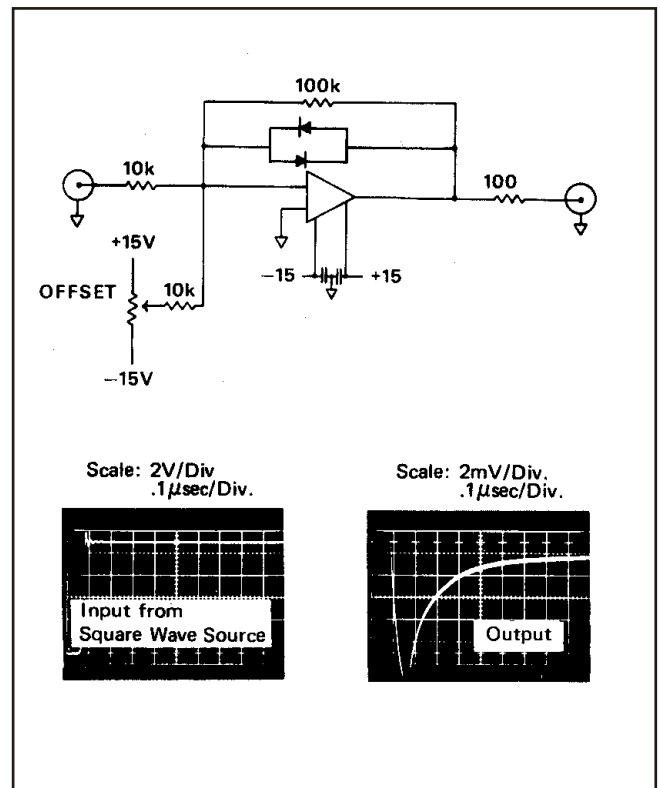 100k
10k
100
+15V
−15
+15
OFFSET
10k
−15V
Scale: 2V/Div
.1μsec/Div.
Input from
Square Wave Source
Scale: 2mV/Div.
.1μsec/Div.
Output